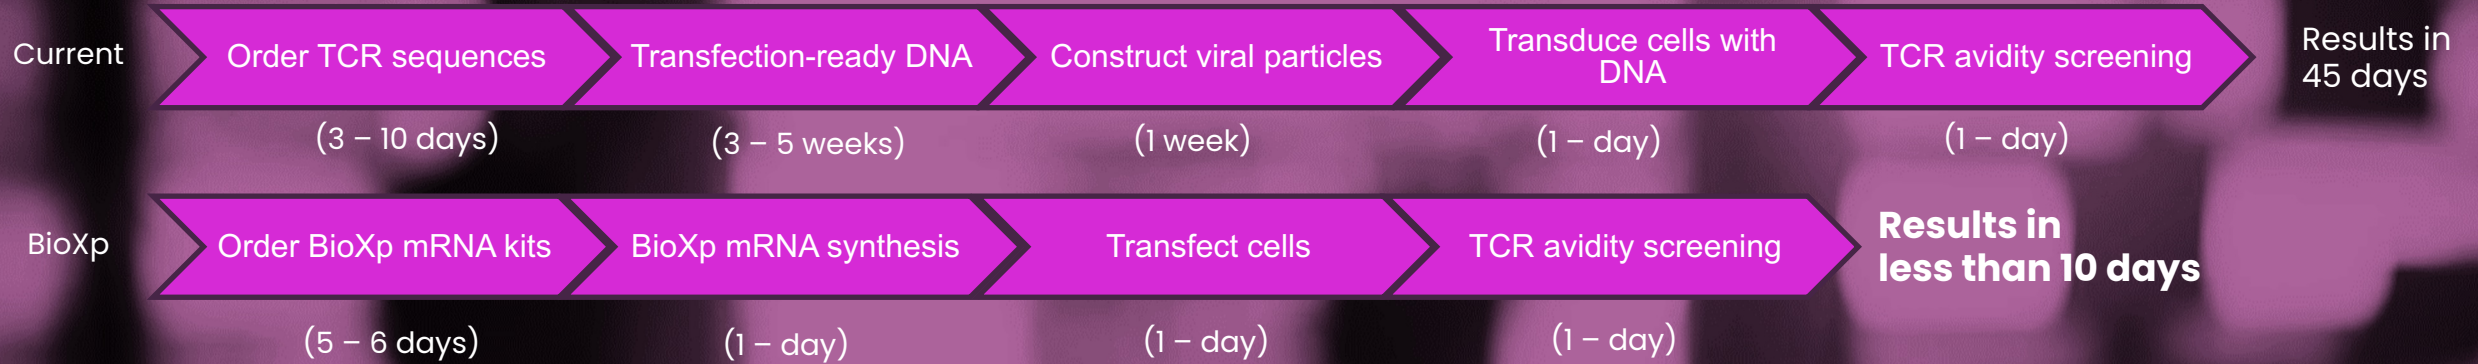 Current
Order TCR sequences
Transfection-ready DNA
Construct viral particles
Transduce cells with
DNA
TCR avidity screening
Results in
45 days
(3 – 10 days)
(3 – 5 weeks)
(1 week)
(1 – day)
(1 – day)
BioXp
Order BioXp mRNA kits
BioXp mRNA synthesis
Transfect cells
TCR avidity screening
Results in
less than 10 days
(5 – 6 days)
(1 – day)
(1 – day)
(1 – day)